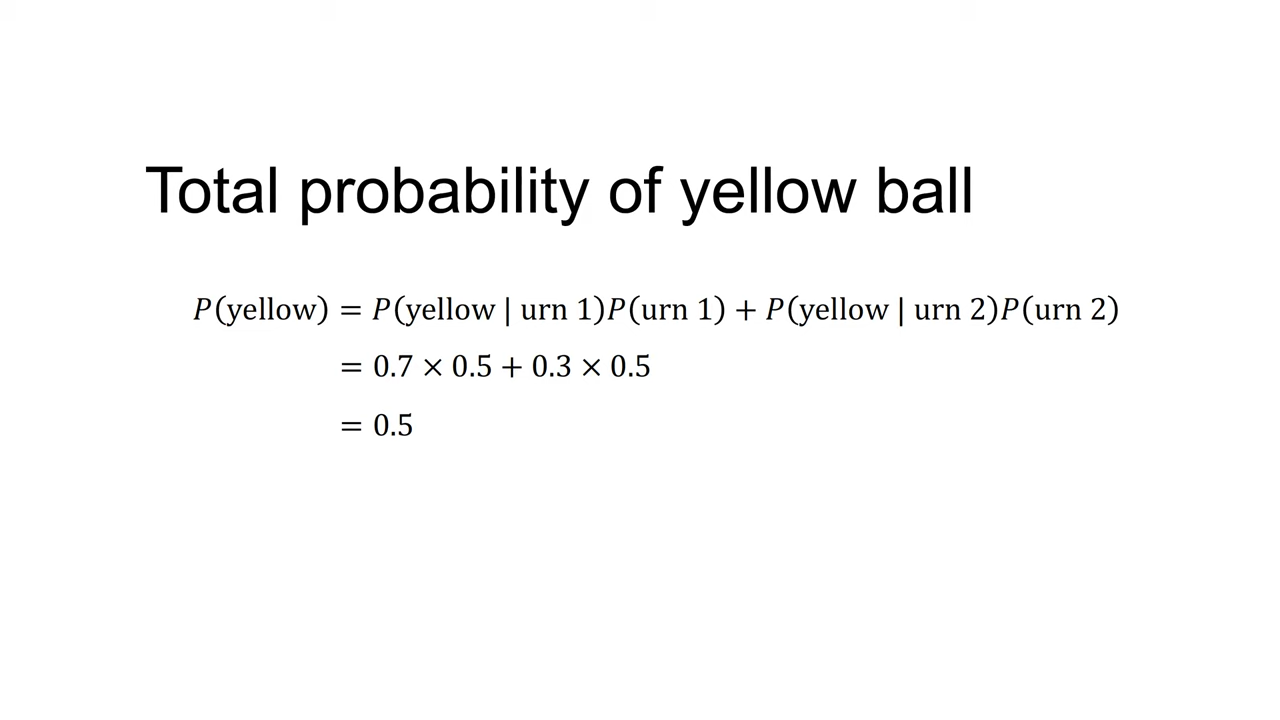 Total probability of yellow ball
P(yellow) = P(yellow | urn 1)P(urn 1) + P(yellow | urn 2)P(urn 2)
= 0.7 × 0.5 + 0.3 × 0.5
= 0.5